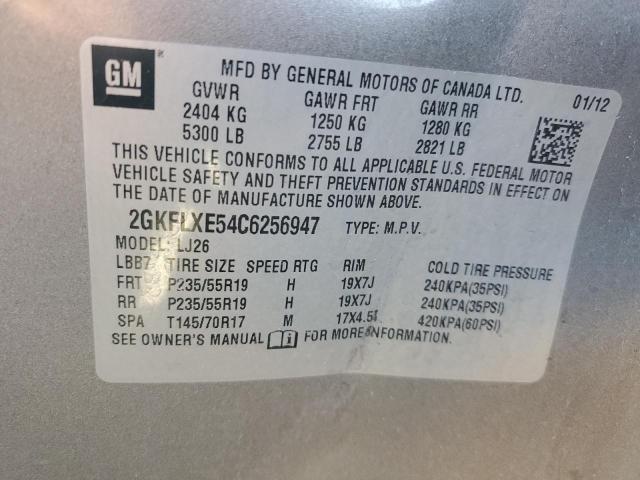 GM ®
MFD BY GENERAL MOTORS OF CANADA LTD.
01/12
GVWR GAWR FRT GAWR RR
2404 KG 1250 KG 1280 KG
5300 LB 2755 LB 2821 LB
THIS VEHICLE CONFORMS TO ALL APPLICABLE U.S. FEDERAL MOTOR
VEHICLE SAFETY AND THEFT PREVENTION STANDARDS IN EFFECT ON
THE DATE OF MANUFACTURE SHOWN ABOVE.
2GKFLXE54C6256947 TYPE: M.P.V.
MODEL: LJ26
LBB7 TIRE SIZE SPEED RTG RIM COLD TIRE PRESSURE
FRT P235/55R19 H 19X7J 240KPA(35PSI)
RR P235/55R19 H 19X7J 240KPA(35PSI)
SPA T145/70R17 M 17X4.5T 420KPA(60PSI)
SEE OWNER'S MANUAL FOR MORE INFORMATION.